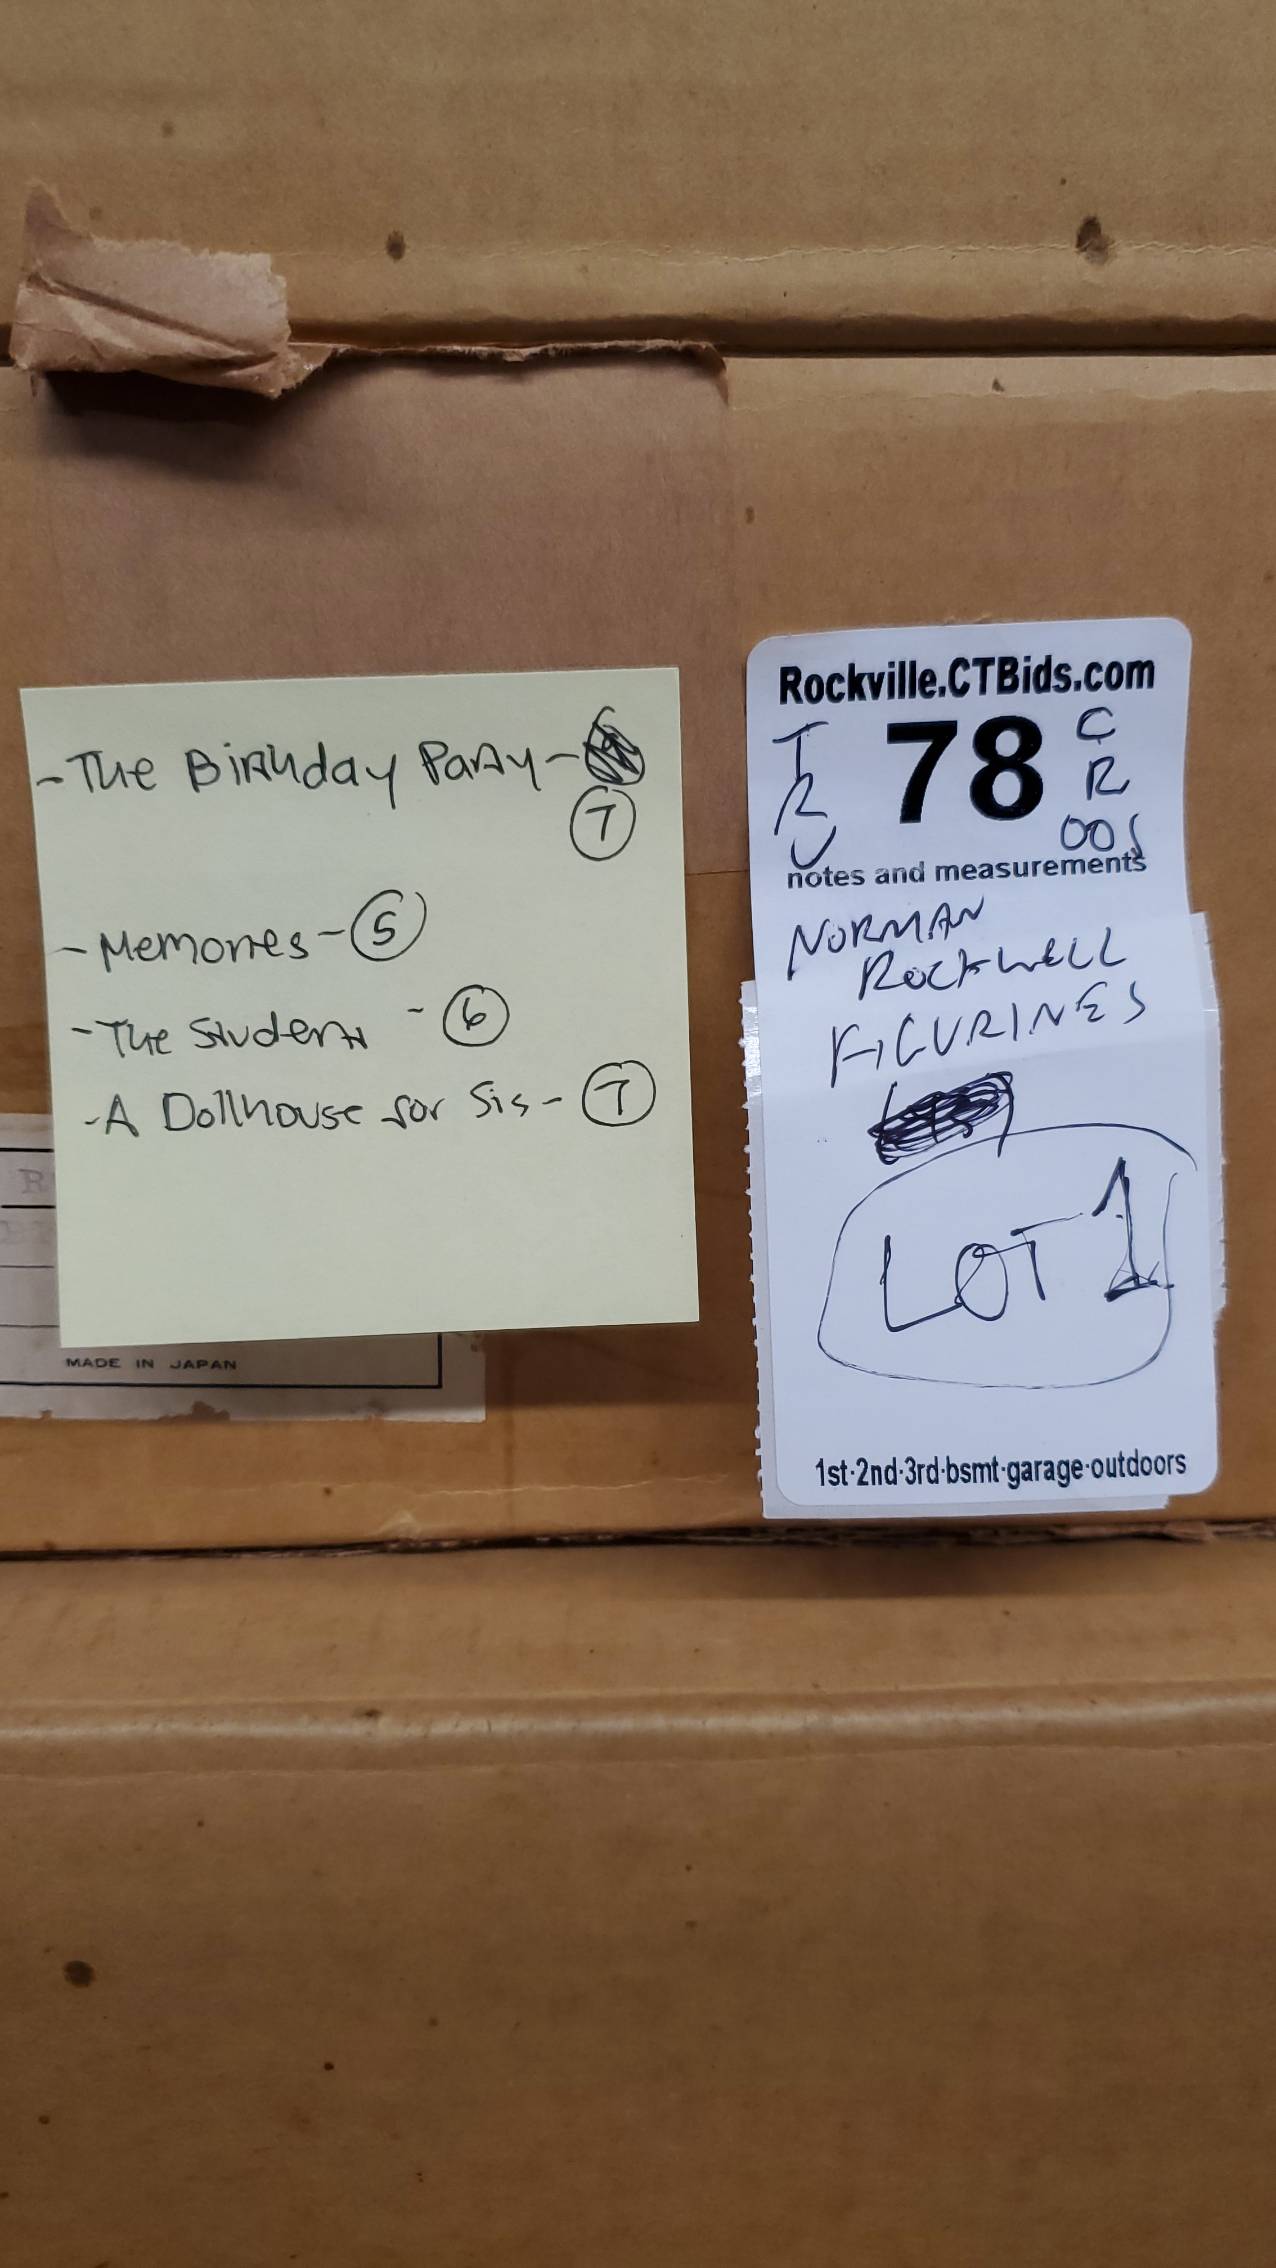 - The Birthday Party -
7
- Memories - 5
- The Student - 6
- A Dollhouse for Sis - 7
R
MADE IN JAPAN
Rockville.CTBids.com
78
notes and measurements
NORMAN
ROCKWELL
FIGURINES
LOT 1
1st·2nd·3rd·bsmt·garage·outdoors